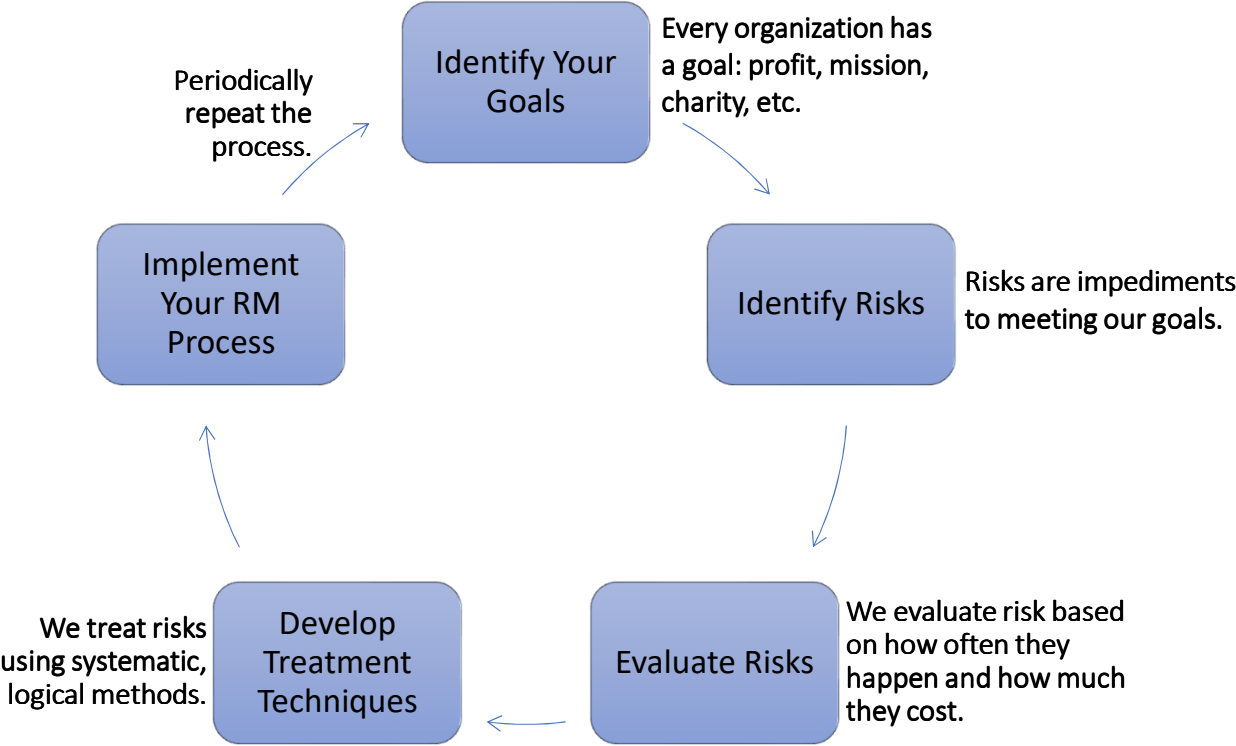 Identify Your
Goals
Every organization has
a goal: profit, mission,
charity, etc.
Identify Risks
Risks are impediments
to meeting our goals.
Evaluate Risks
We evaluate risk based
on how often they
happen and how much
they cost.
Develop
Treatment
Techniques
We treat risks
using systematic,
logical methods.
Implement
Your RM
Process
Periodically
repeat the
process.